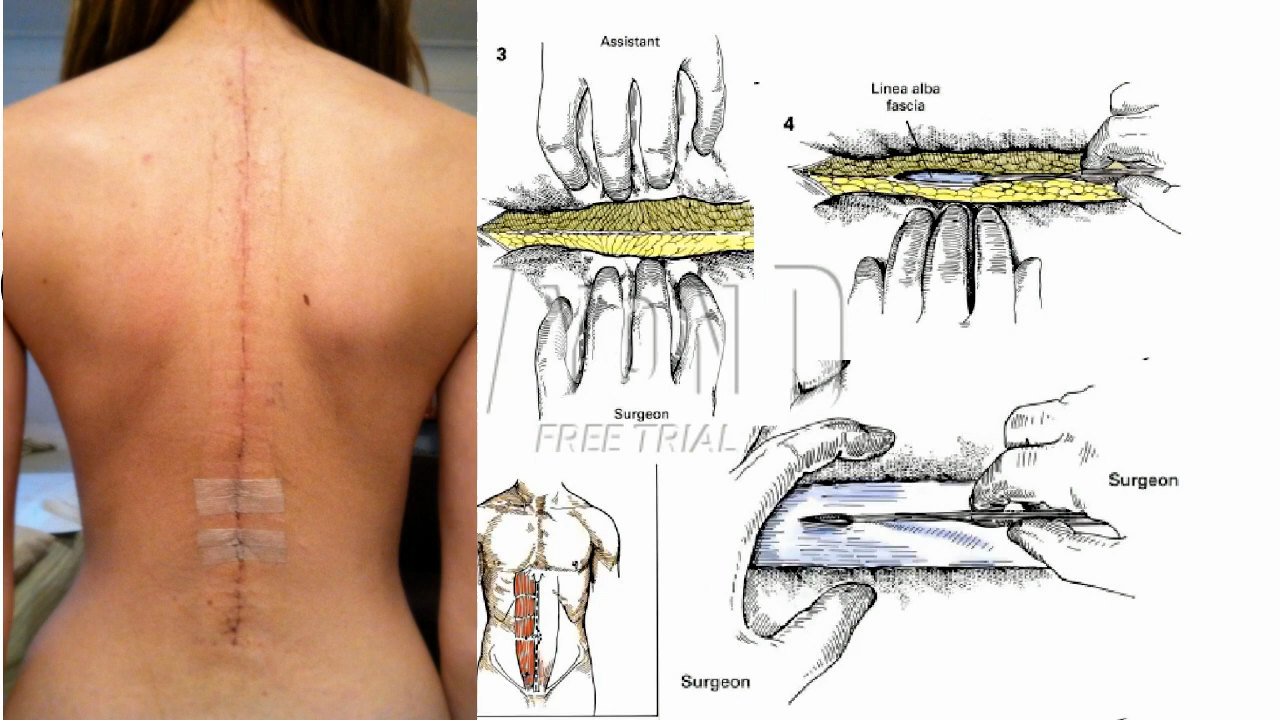 3
Assistant
Linea alba
fascia
4
Surgeon
FREE TRIAL
Surgeon
Surgeon